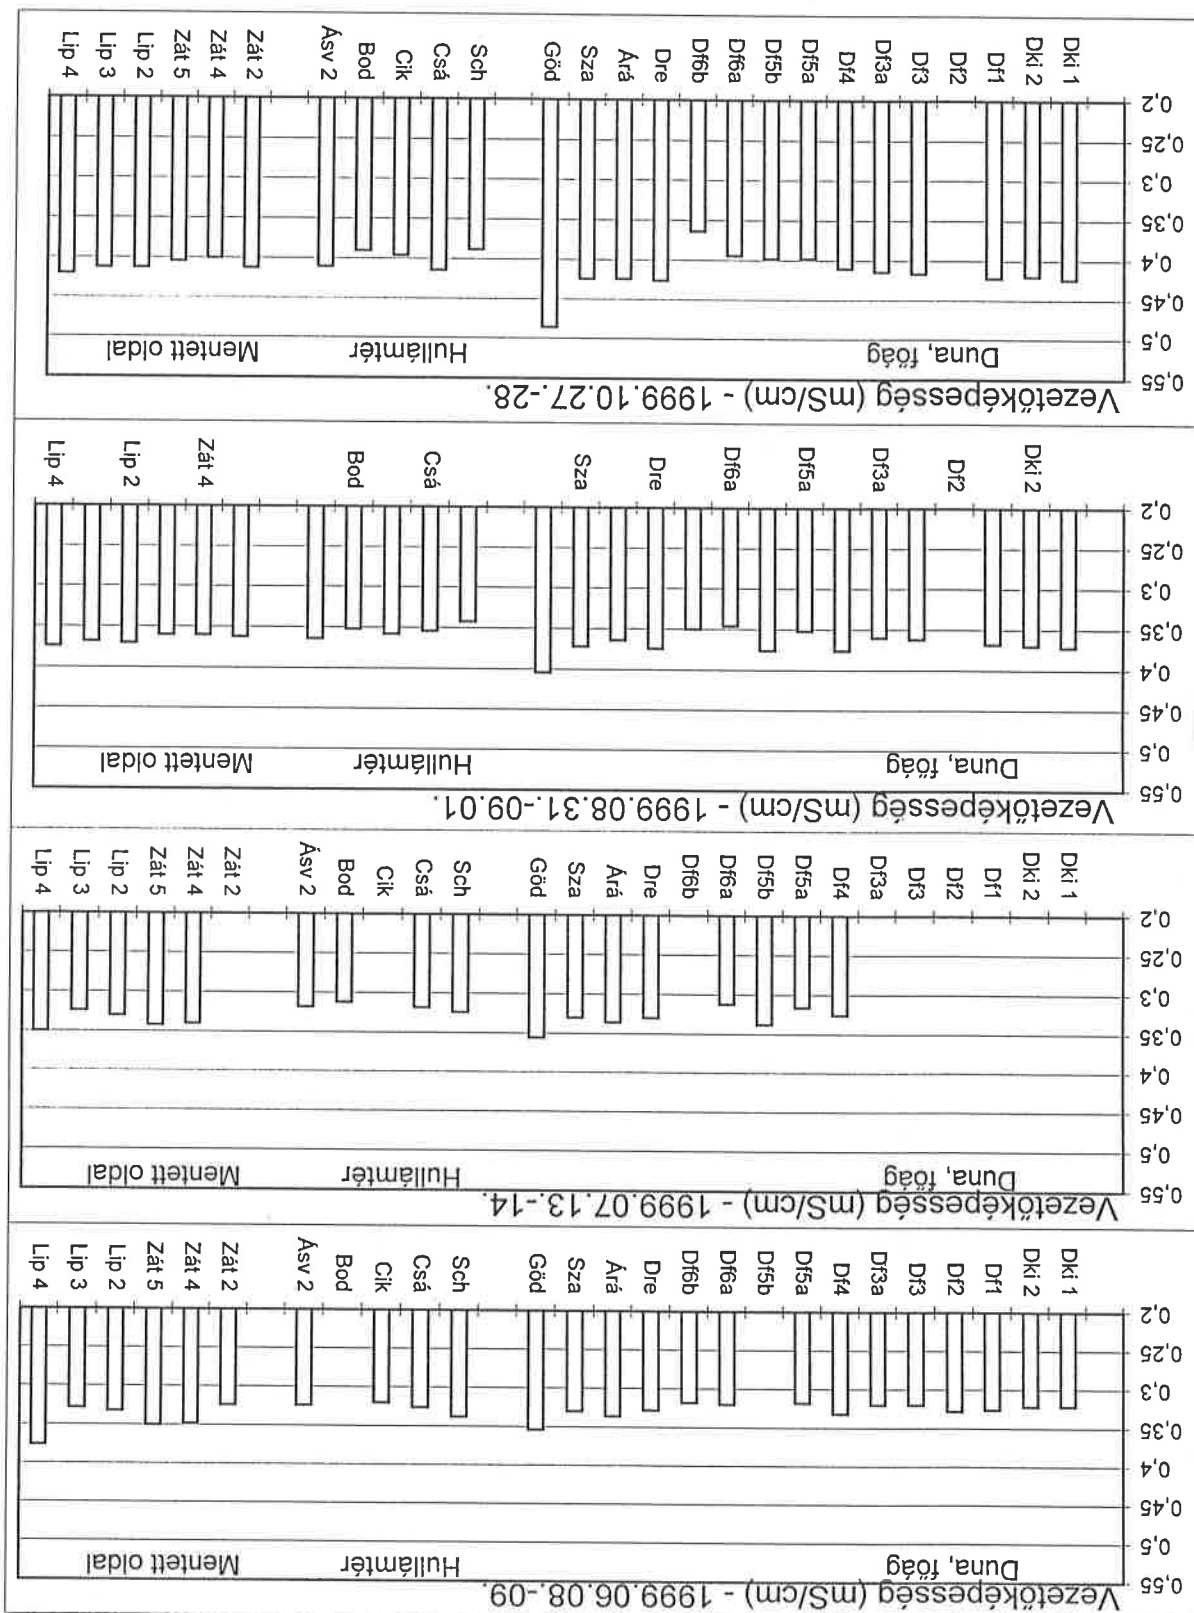 Vezetőképesség (mS/cm) - 1999.06.08.-09.
Duna, főág Hullámtér Mentett oldal
0,55
0,5
0,45
0,4
0,35
0,3
0,25
0,2
Dki 1 Dki 2 Df1 Df2 Df3 Df3a Df4 Df5a Df5b Df6a Df6b Dre Árá Sza Göd Sch Csá Cik Bod Ásv 2 Zát 2 Zát 4 Zát 5 Lip 2 Lip 3 Lip 4
Vezetőképesség (mS/cm) - 1999.07.13.-14.
Duna, főág Hullámtér Mentett oldal
0,55
0,5
0,45
0,4
0,35
0,3
0,25
0,2
Dki 1 Dki 2 Df1 Df2 Df3 Df3a Df4 Df5a Df5b Df6a Df6b Dre Árá Sza Göd Sch Csá Cik Bod Ásv 2 Zát 2 Zát 4 Zát 5 Lip 2 Lip 3 Lip 4
Vezetőképesség (mS/cm) - 1999.08.31.-09.01.
Duna, főág Hullámtér Mentett oldal
0,55
0,5
0,45
0,4
0,35
0,3
0,25
0,2
Dki 2 Df2 Df3a Df5a Df6a Dre Sza Csá Bod Zát 4 Lip 2 Lip 4
Vezetőképesség (mS/cm) - 1999.10.27.-28.
Duna, főág Hullámtér Mentett oldal
0,55
0,5
0,45
0,4
0,35
0,3
0,25
0,2
Dki 1 Dki 2 Df1 Df2 Df3 Df3a Df4 Df5a Df5b Df6a Df6b Dre Árá Sza Göd Sch Csá Cik Bod Ásv 2 Zát 2 Zát 4 Zát 5 Lip 2 Lip 3 Lip 4